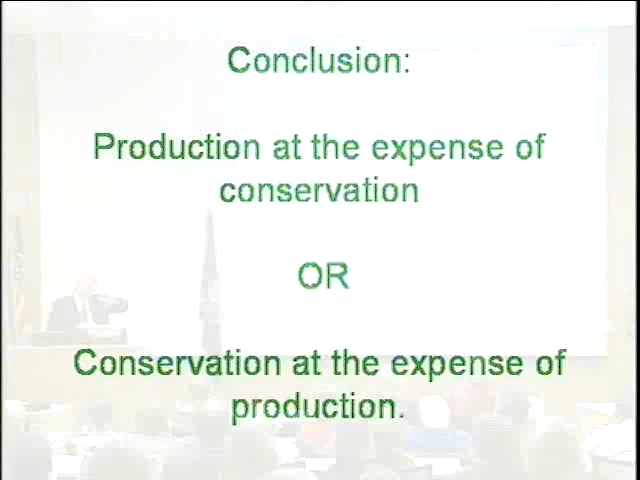 Conclusion:
Production at the expense of
conservation
OR
Conservation at the expense of
production.